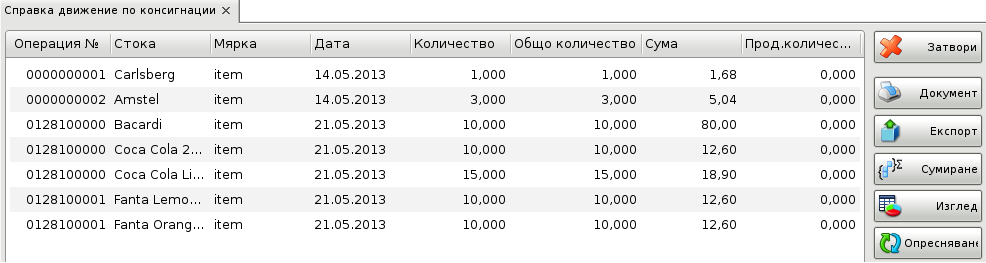 Справка движение по консигнации ×
Операция № Стока Мярка Дата Количество Общо количество Сума Прод.количес...
0000000001 Carlsberg item 14.05.2013 1,000 1,000 1,68 0,000
0000000002 Amstel item 14.05.2013 3,000 3,000 5,04 0,000
0128100000 Bacardi item 21.05.2013 10,000 10,000 80,00 0,000
0128100000 Coca Cola 2... item 21.05.2013 10,000 10,000 12,60 0,000
0128100000 Coca Cola Li... item 21.05.2013 15,000 15,000 18,90 0,000
0128100001 Fanta Lemo... item 21.05.2013 10,000 10,000 12,60 0,000
0128100001 Fanta Orang... item 21.05.2013 10,000 10,000 12,60 0,000
Затвори
Документ
Експорт
Сумиране
Изглед
Опресняване